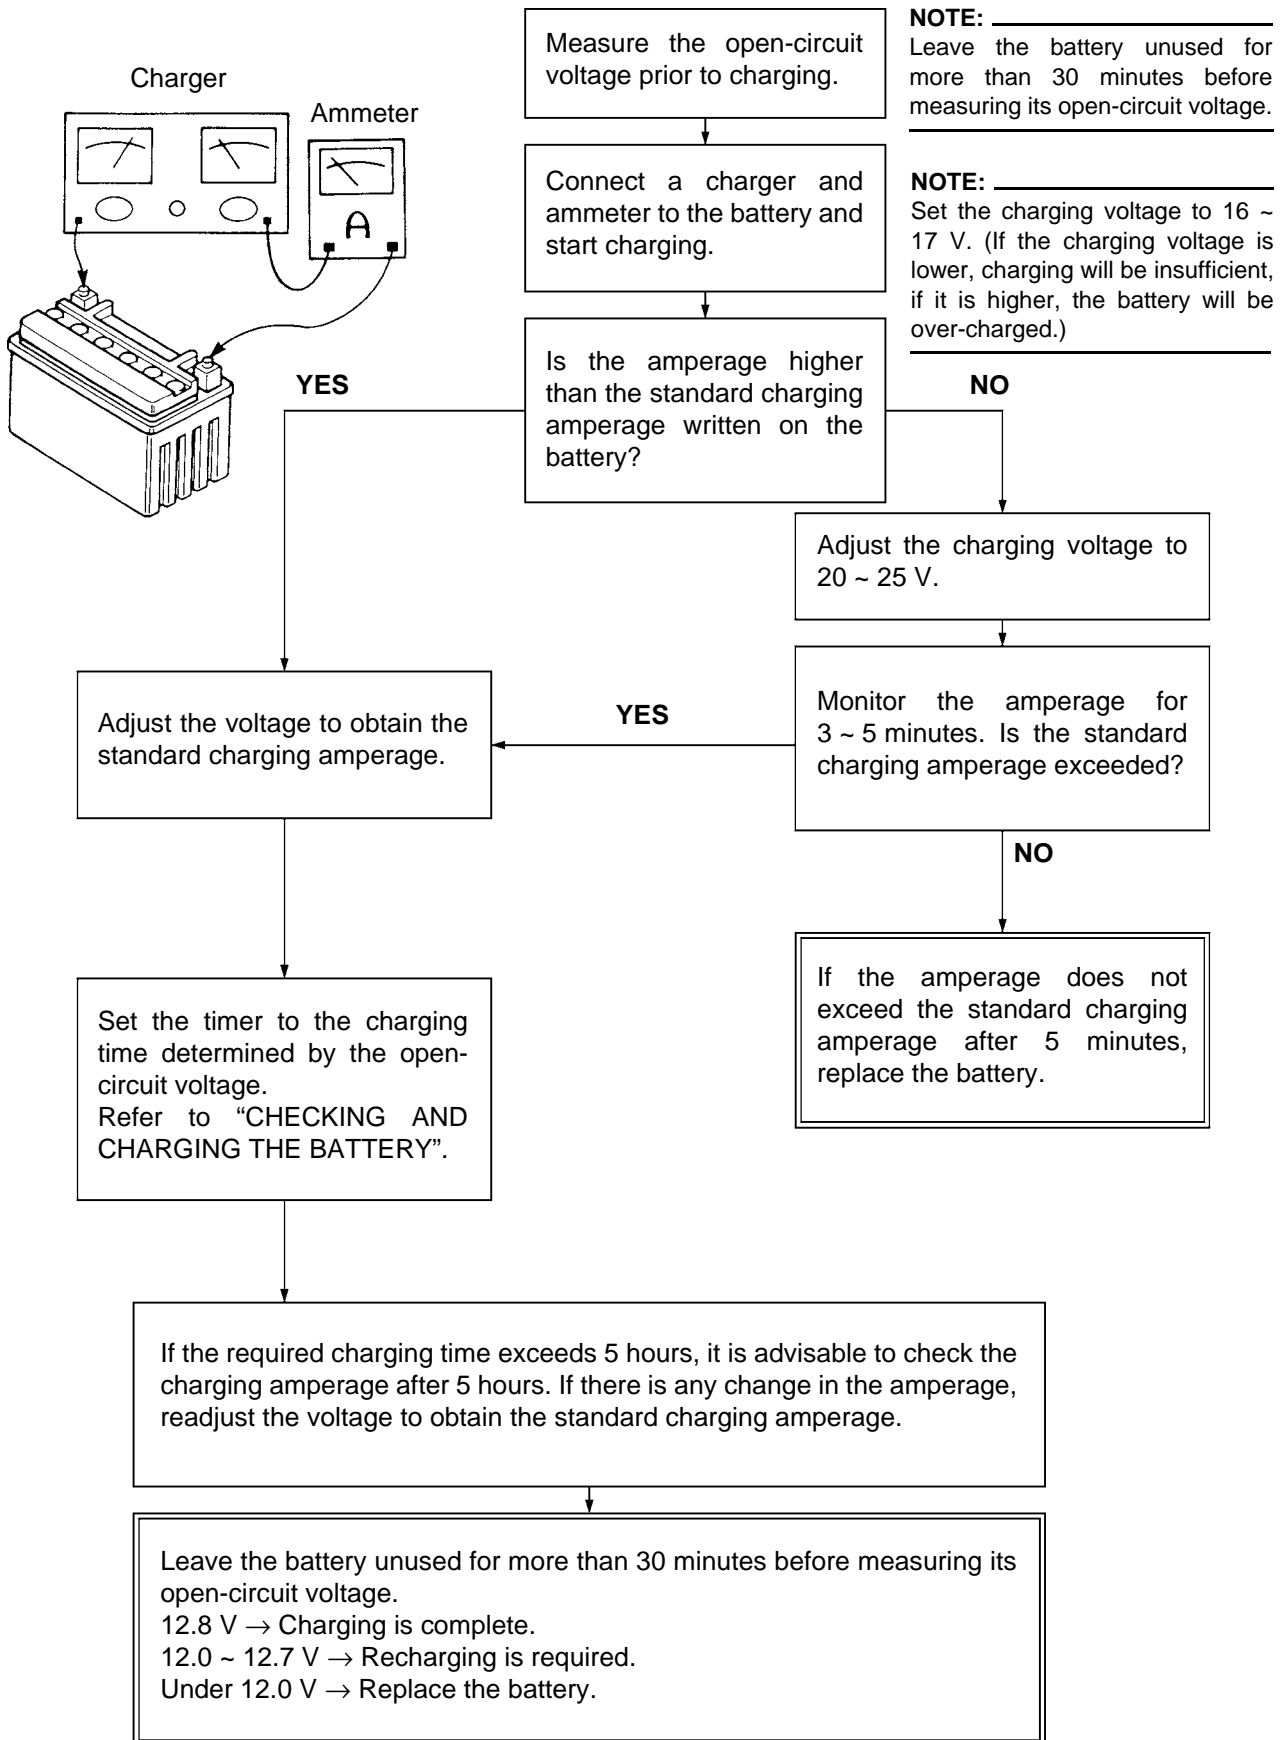 Charger
Ammeter
A
Measure the open-circuit
voltage prior to charging.
NOTE:
Leave the battery unused for
more than 30 minutes before
measuring its open-circuit voltage.
Connect a charger and
ammeter to the battery and
start charging.
NOTE:
Set the charging voltage to 16 ~
17 V. (If the charging voltage is
lower, charging will be insufficient,
if it is higher, the battery will be
over-charged.)
Is the amperage higher
than the standard charging
amperage written on the
battery?
YES
NO
Adjust the charging voltage to
20 ~ 25 V.
Monitor the amperage for
3 ~ 5 minutes. Is the standard
charging amperage exceeded?
YES
Adjust the voltage to obtain the
standard charging amperage.
NO
If the amperage does not
exceed the standard charging
amperage after 5 minutes,
replace the battery.
Set the timer to the charging
time determined by the open-
circuit voltage.
Refer to “CHECKING AND
CHARGING THE BATTERY”.
If the required charging time exceeds 5 hours, it is advisable to check the
charging amperage after 5 hours. If there is any change in the amperage,
readjust the voltage to obtain the standard charging amperage.
Leave the battery unused for more than 30 minutes before measuring its
open-circuit voltage.
12.8 V → Charging is complete.
12.0 ~ 12.7 V → Recharging is required.
Under 12.0 V → Replace the battery.